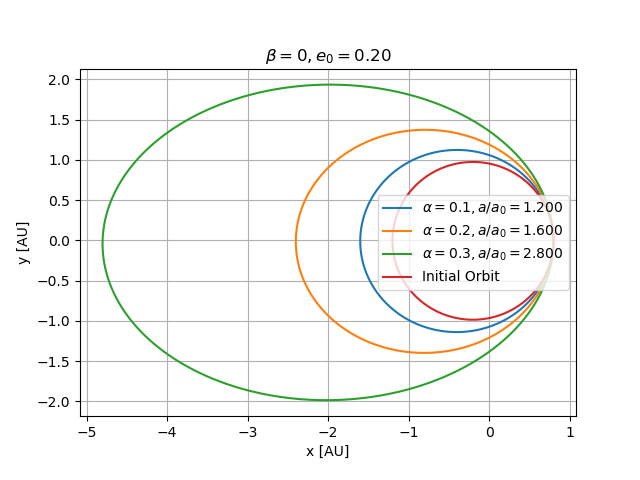 β = 0, e₀ = 0.20
y [AU]
2.0
1.5
1.0
0.5
0.0
−0.5
−1.0
−1.5
−2.0
α = 0.1, a/a₀ = 1.200
α = 0.2, a/a₀ = 1.600
α = 0.3, a/a₀ = 2.800
Initial Orbit
−5 −4 −3 −2 −1 0 1
x [AU]